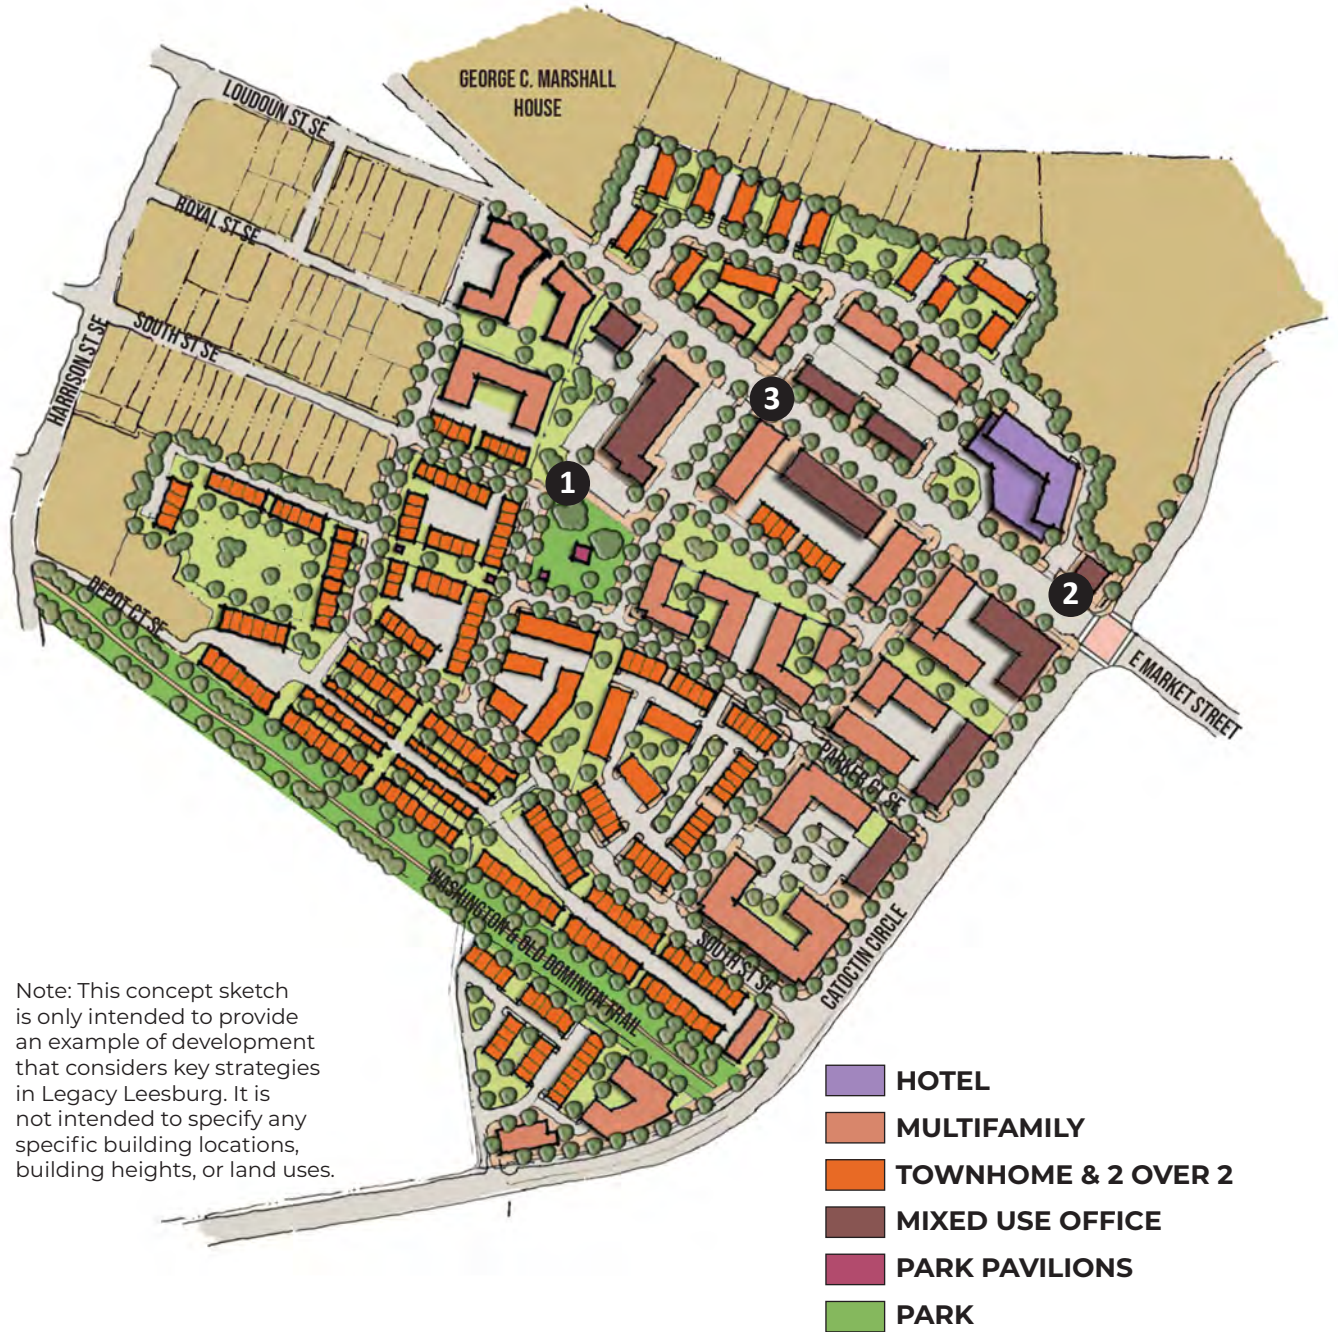 GEORGE C. MARSHALL
HOUSE
LOUDOUN ST SE
ROYAL ST SE
SOUTH ST SE
HARRISON ST SE
DEPOT CT SE
3
1
2
E MARKET STREET
PARKER CT SE
WASHINGTON & OLD DOMINION TRAIL
SOUTH ST SE
CATOCTIN CIRCLE
Note: This concept sketch
is only intended to provide
an example of development
that considers key strategies
in Legacy Leesburg. It is
not intended to specify any
specific building locations,
building heights, or land uses.
HOTEL
MULTIFAMILY
TOWNHOME & 2 OVER 2
MIXED USE OFFICE
PARK PAVILIONS
PARK